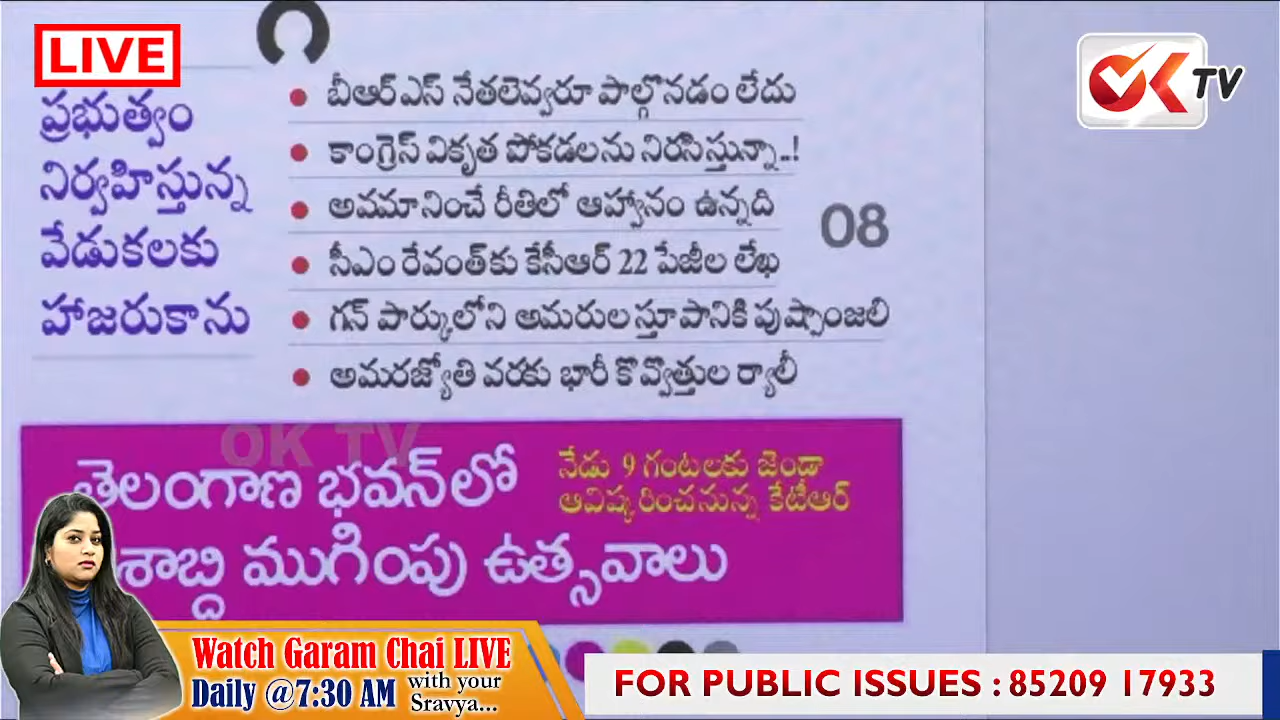 LIVE
OK TV
ప్రభుత్వం
నిర్వహిస్తున్న
వేడుకలకు
హాజరుకాను
• బీఆర్ఎస్ నేతలెవ్వరూ పాల్గొనడం లేదు
• కాంగ్రెస్ వికృత పోకడలను నిరసిస్తున్నా..!
• అవమానించే రీతిలో ఆహ్వానం ఉన్నది
• సీఎం రేవంత్‌కు కేసీఆర్ 22 పేజీల లేఖ
• గన్ పార్కులోని అమరుల స్తూపానికి పుష్పాంజలి
• అమరజ్యోతి వరకు భారీ కొవ్వొత్తుల ర్యాలీ
08
OK TV
తెలంగాణ భవన్‌లో
శాబ్ది ముగింపు ఉత్సవాలు
నేడు 9 గంటలకు జెండా
ఆవిష్కరించనున్న కేటీఆర్
Watch Garam Chai LIVE
Daily @7:30 AM with your
Sravya...
FOR PUBLIC ISSUES : 85209 17933